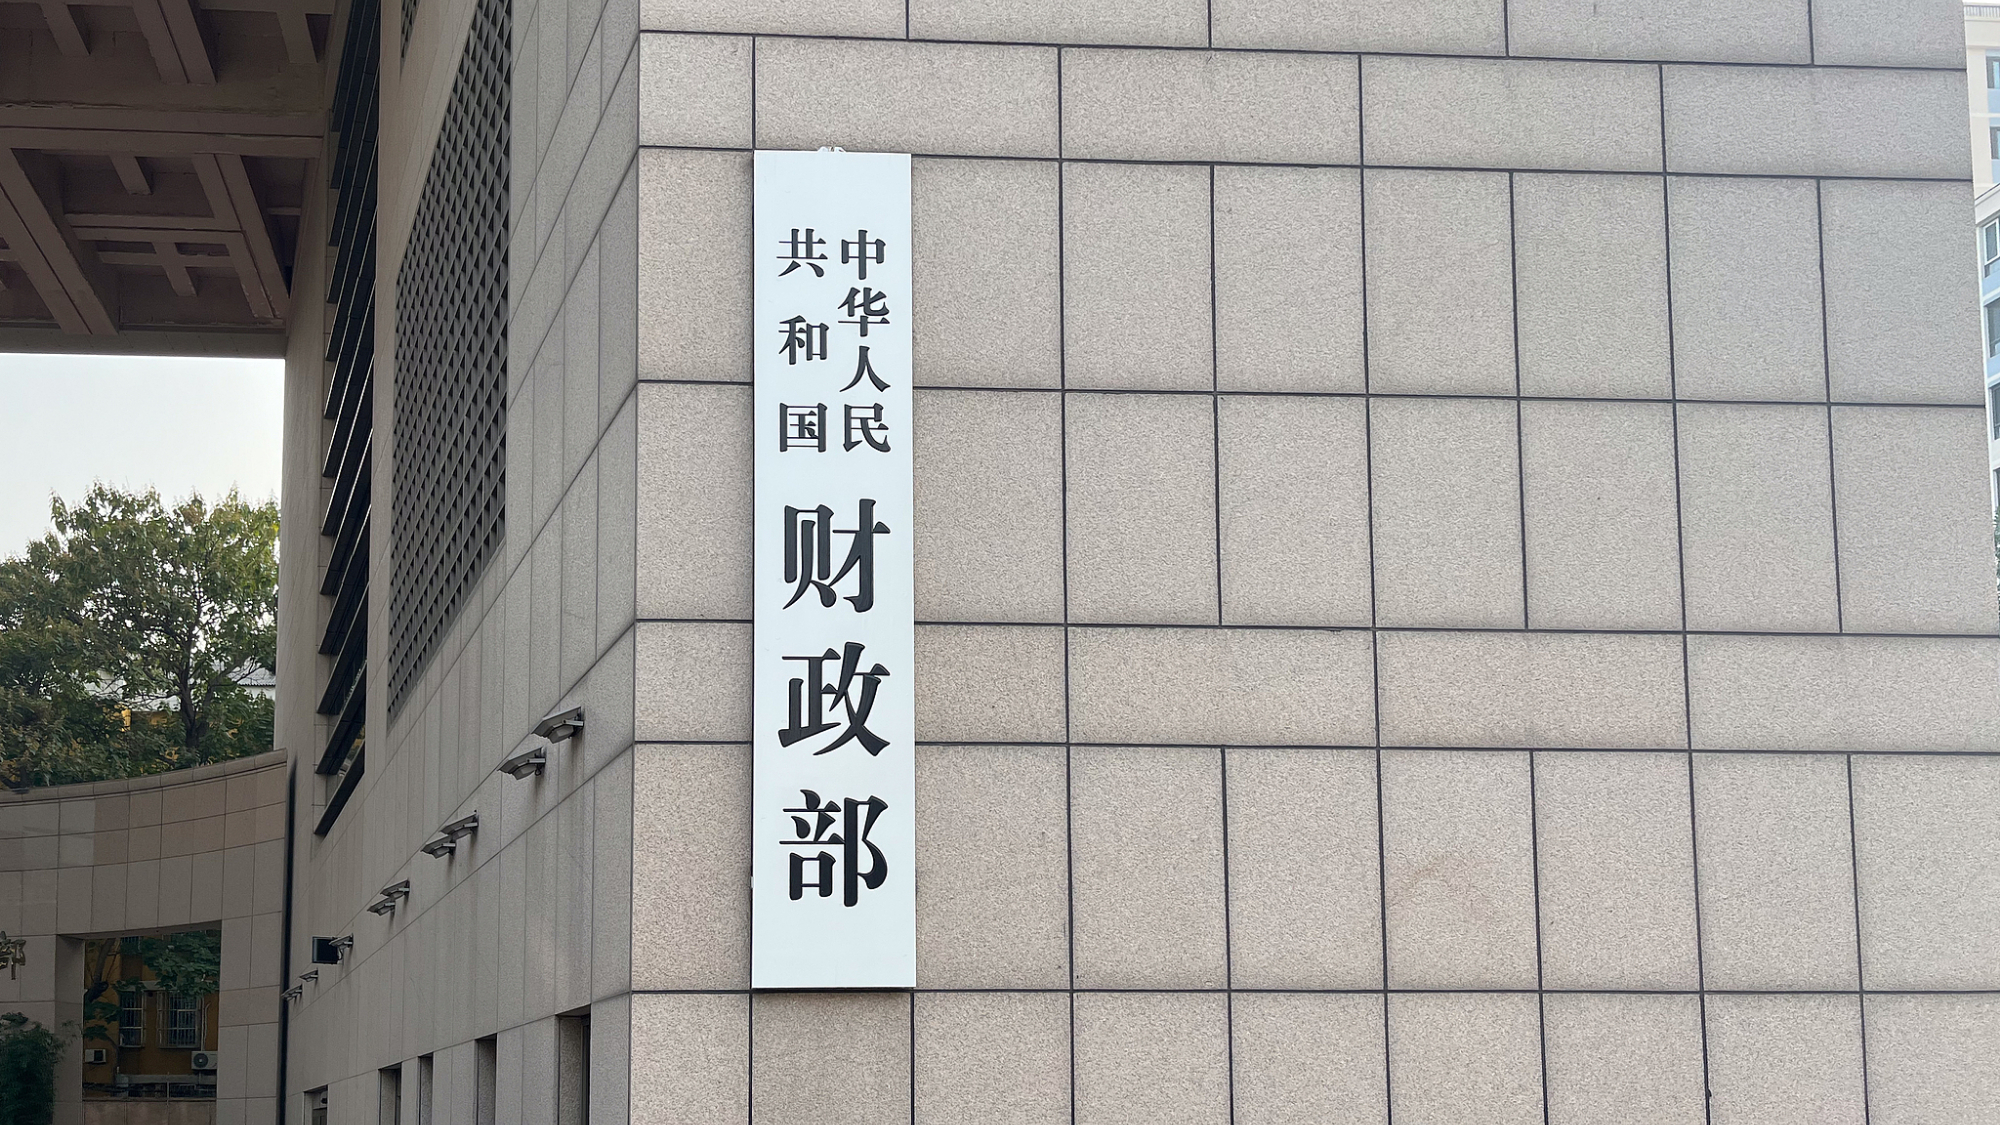 中华人民
共和国
财政部